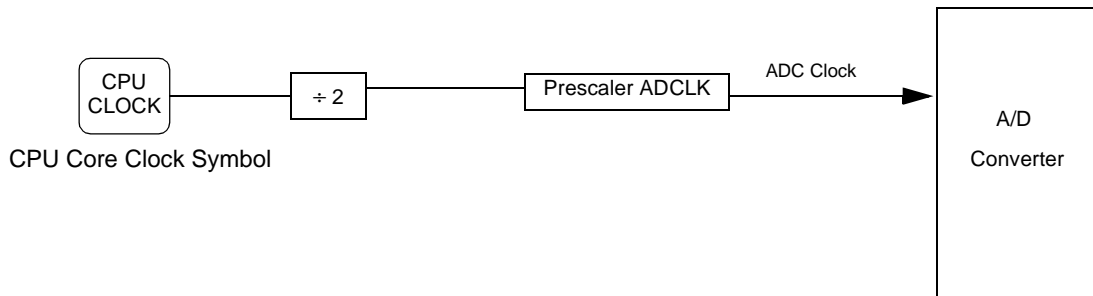 CPU
CLOCK
CPU Core Clock Symbol
÷ 2
Prescaler ADCLK
ADC Clock
A/D
Converter